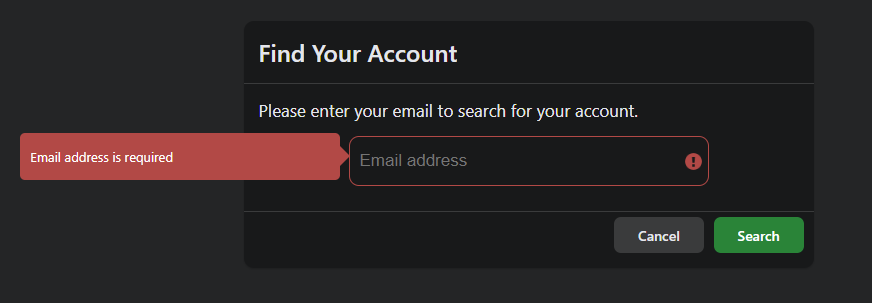 Find Your Account
Please enter your email to search for your account.
Email address is required
Email address
Cancel
Search